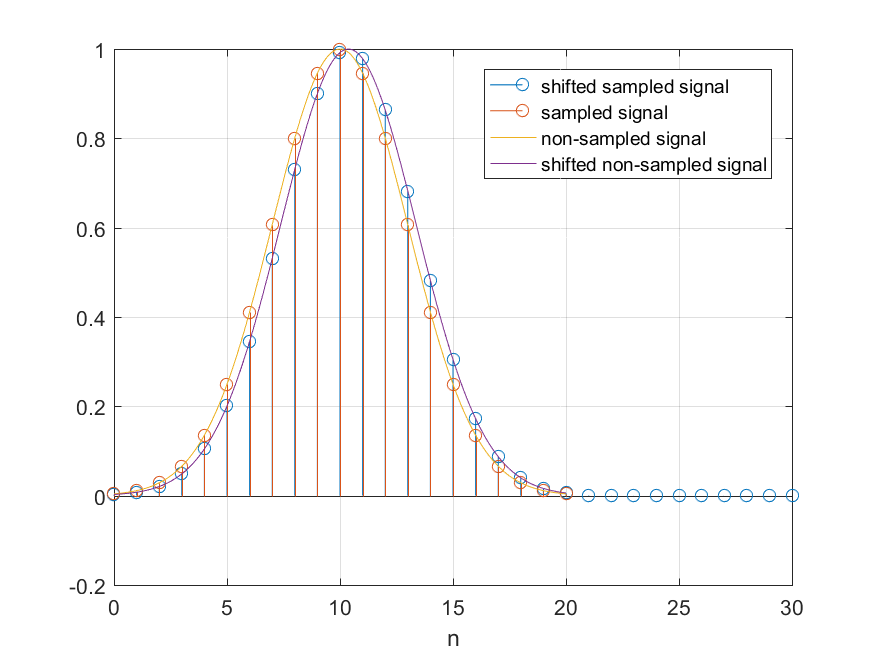 1
0.8
0.6
0.4
0.2
0
-0.2
shifted sampled signal
sampled signal
non-sampled signal
shifted non-sampled signal
0 5 10 15 20 25 30
n